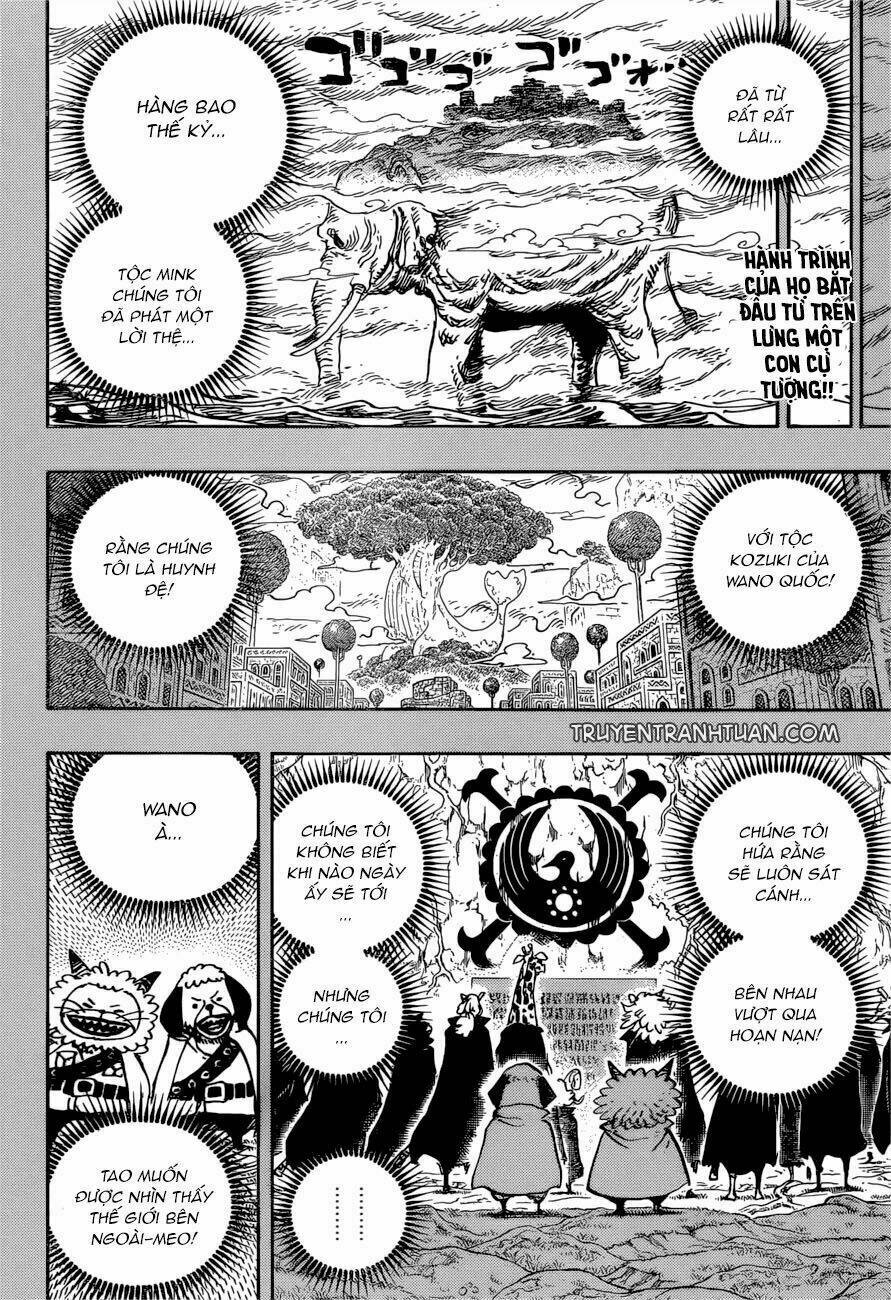 ゴゴゴゴゴォ...
ĐÃ TỪ
RẤT RẤT
LÂU...
HÀNH TRÌNH
CỦA HỌ BẮT
ĐẦU TỪ TRÊN
LƯNG MỘT
CON CỰ
TƯỢNG!!
HÀNG BAO
THẾ KỶ...
TỘC MINK
CHÚNG TÔI
ĐÃ PHÁT MỘT
LỜI THỀ...
VỚI TỘC
KOZUKI CỦA
WANO QUỐC!
RẰNG CHÚNG
TÔI LÀ HUYNH
ĐỆ!
TRUYENTRANHTUAN.COM
CHÚNG TÔI
HỨA RẰNG
SẼ LUÔN SÁT
CÁNH...
BÊN NHAU
VƯỢT QUA
HOẠN NẠN!
CHÚNG TÔI
KHÔNG BIẾT
KHI NÀO NGÀY
ẤY SẼ TỚI
...
NHƯNG
CHÚNG TÔI
...
WANO
À...
TAO MUỐN
ĐƯỢC NHÌN THẤY
THẾ GIỚI BÊN
NGOÀI-MEO!